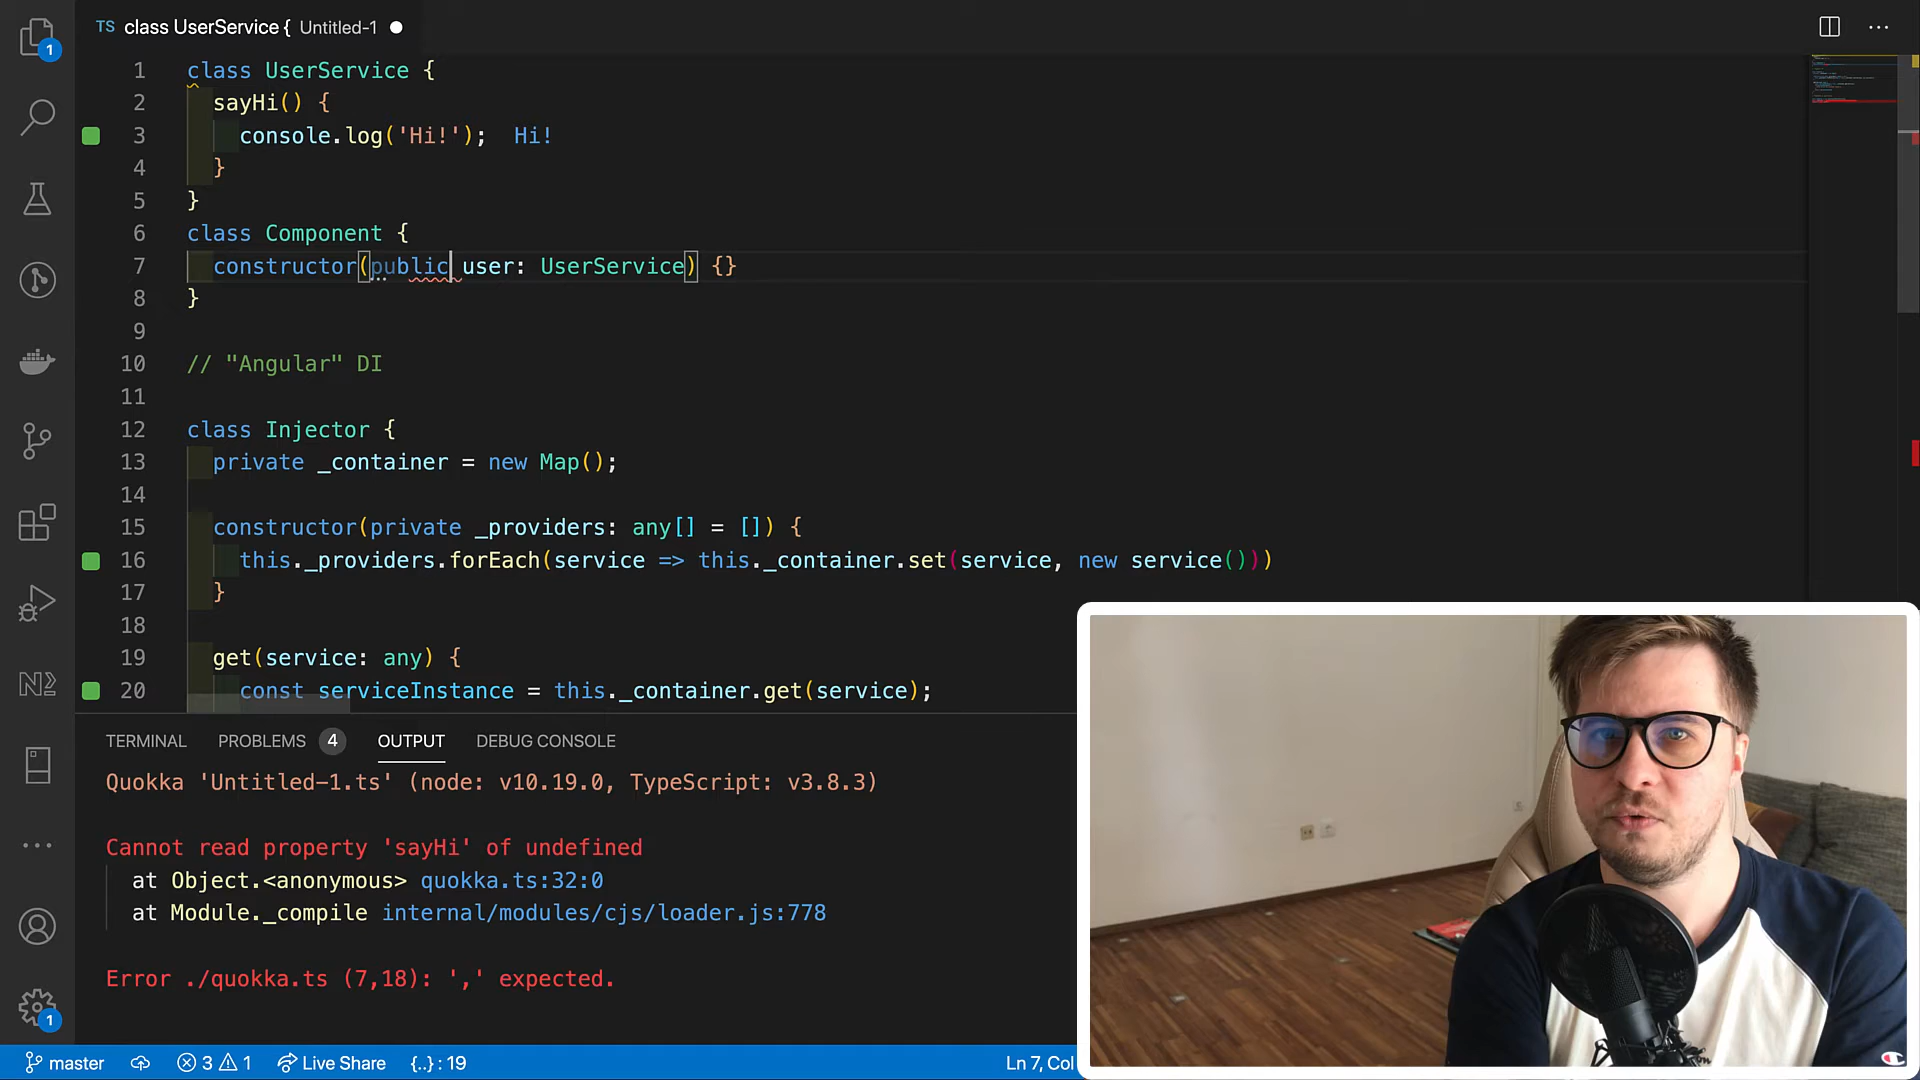 1
TS class UserService { Untitled-1
1 class UserService {
2 sayHi() {
3 console.log('Hi!'); Hi!
4 }
5 }
6 class Component {
7 constructor(public user: UserService) {}
8 }
9
10 // "Angular" DI
11
12 class Injector {
13 private _container = new Map();
14
15 constructor(private _providers: any[] = []) {
16 this._providers.forEach(service => this._container.set(service, new service()))
17 }
18
19 get(service: any) {
20 const serviceInstance = this._container.get(service);
TERMINAL PROBLEMS 4 OUTPUT DEBUG CONSOLE
Quokka 'Untitled-1.ts' (node: v10.19.0, TypeScript: v3.8.3)
Cannot read property 'sayHi' of undefined
at Object.<anonymous> quokka.ts:32:0
at Module._compile internal/modules/cjs/loader.js:778
Error ./quokka.ts (7,18): ',' expected.
1
master 3 1 Live Share {..} : 19 Ln 7, Col